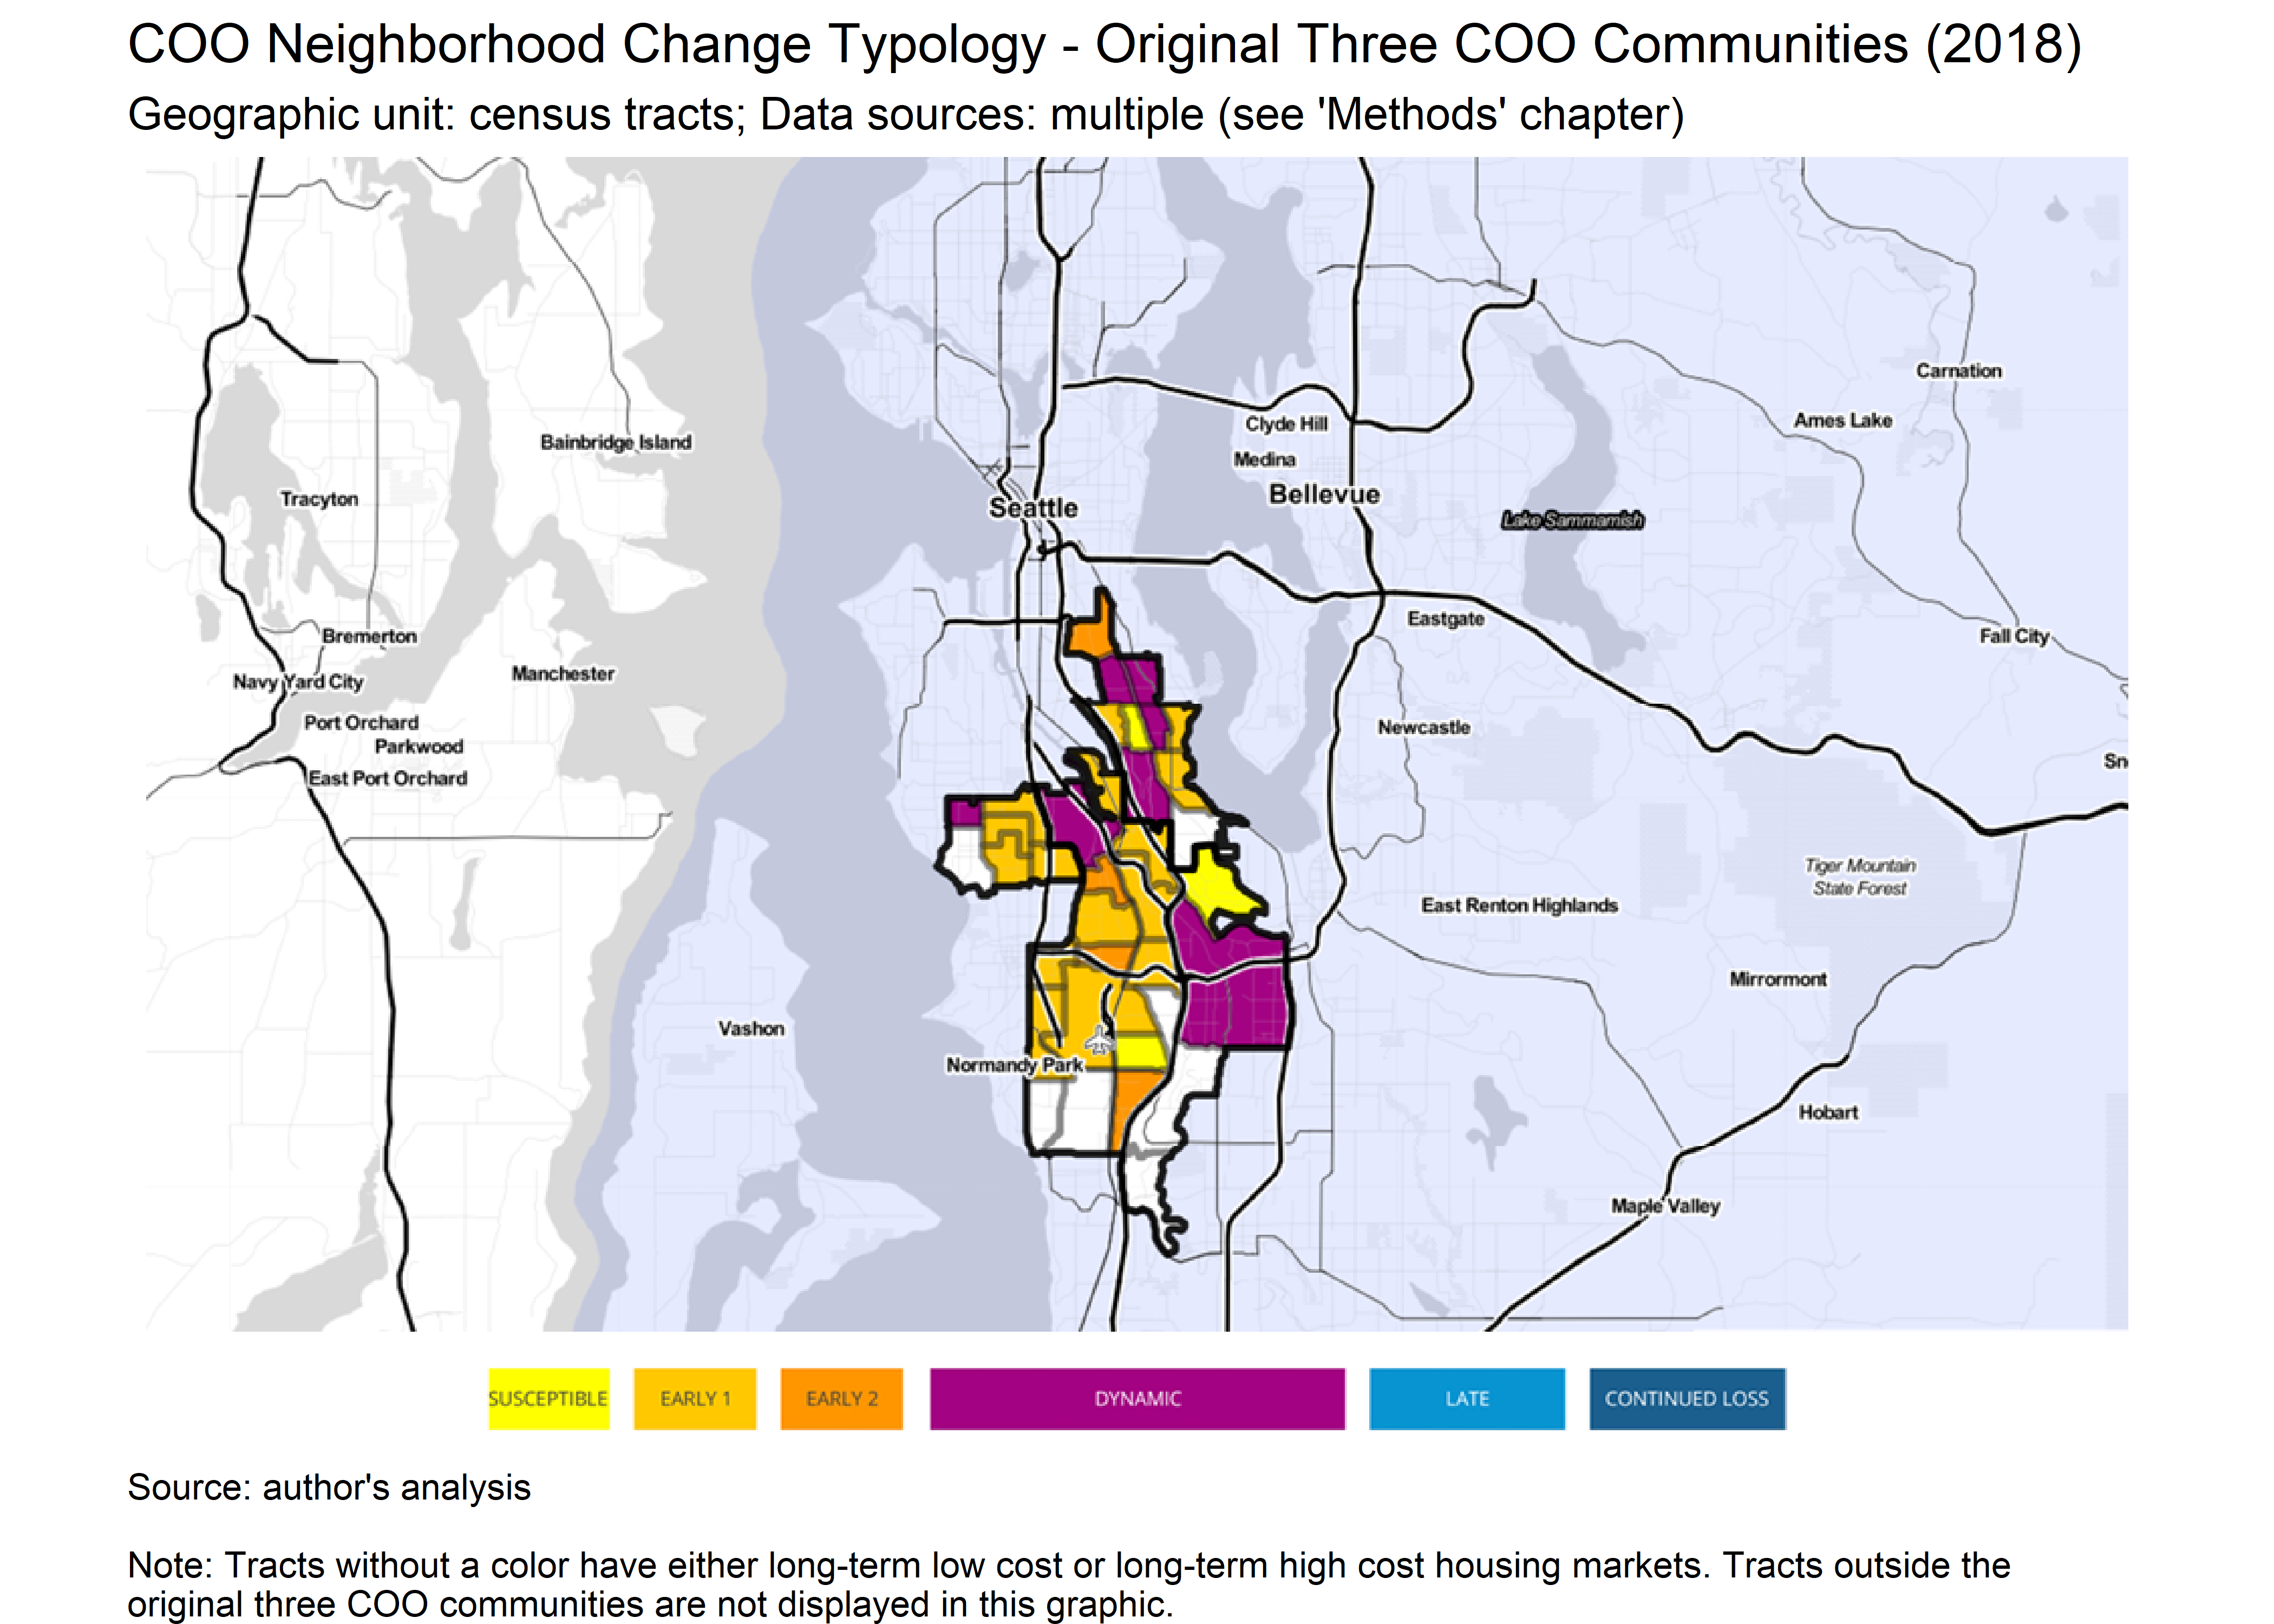 COO Neighborhood Change Typology - Original Three COO Communities (2018)
Geographic unit: census tracts; Data sources: multiple (see 'Methods' chapter)
Carnation
Ames Lake
Clyde Hill
Bainbridge Island
Medina
Bellevue
Tracyton
Seattle
Lake Sammamish
Eastgate
Bremerton
Fall City
Manchester
Navy Yard City
Port Orchard
Newcastle
Parkwood
Sn
East Port Orchard
Tiger Mountain
State Forest
East Renton Highlands
Mirrormont
Vashon
Normandy Park
Hobart
Maple Valley
SUSCEPTIBLE
EARLY 1
EARLY 2
DYNAMIC
LATE
CONTINUED LOSS
Source: author's analysis
Note: Tracts without a color have either long-term low cost or long-term high cost housing markets. Tracts outside the
original three COO communities are not displayed in this graphic.